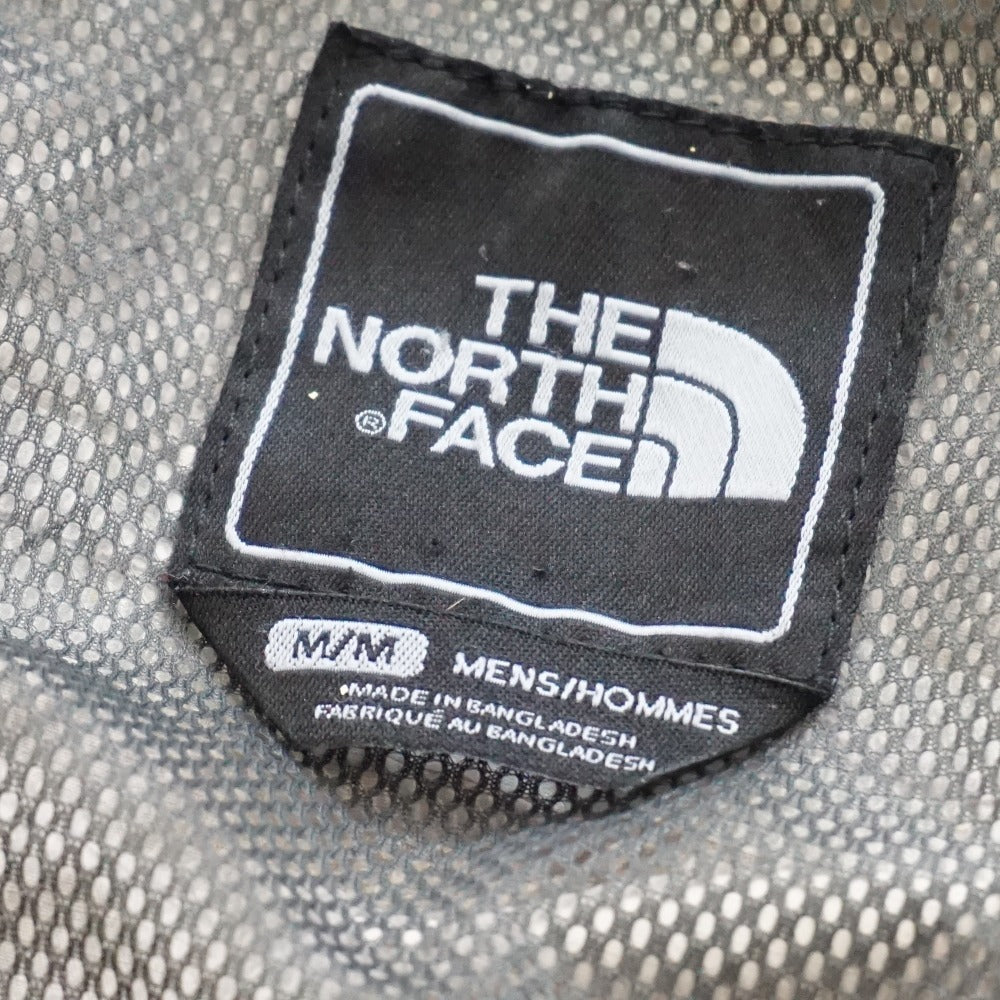 THE
NORTH
®FACE
M/M MENS/HOMMES
MADE IN BANGLADESH
FABRIQUÉ AU BANGLADESH